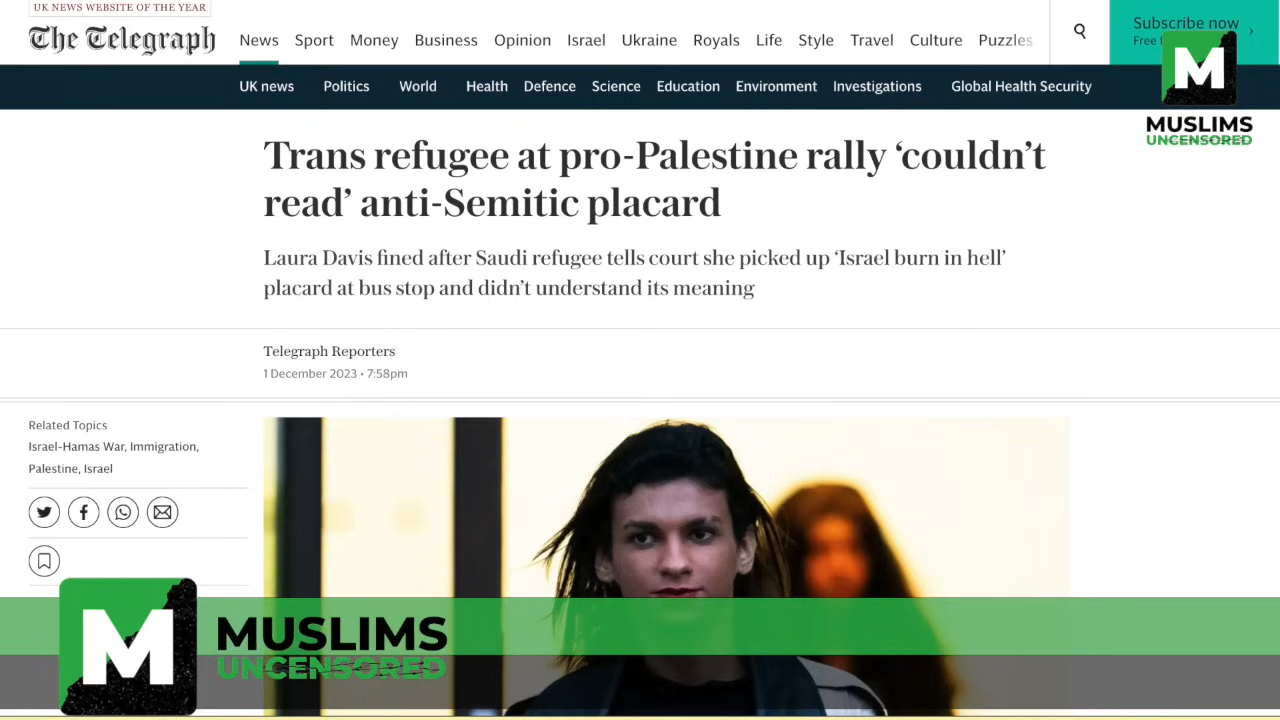 UK NEWS WEBSITE OF THE YEAR
The Telegraph
News Sport Money Business Opinion Israel Ukraine Royals Life Style Travel Culture Puzzles
Subscribe now
Free
M
MUSLIMS
UNCENSORED
UK news Politics World Health Defence Science Education Environment Investigations Global Health Security
Trans refugee at pro-Palestine rally ‘couldn’t
read’ anti-Semitic placard
Laura Davis fined after Saudi refugee tells court she picked up ‘Israel burn in hell’
placard at bus stop and didn’t understand its meaning
Telegraph Reporters
1 December 2023 • 7:58pm
Related Topics
Israel-Hamas War, Immigration,
Palestine, Israel
M
MUSLIMS
UNCENSORED